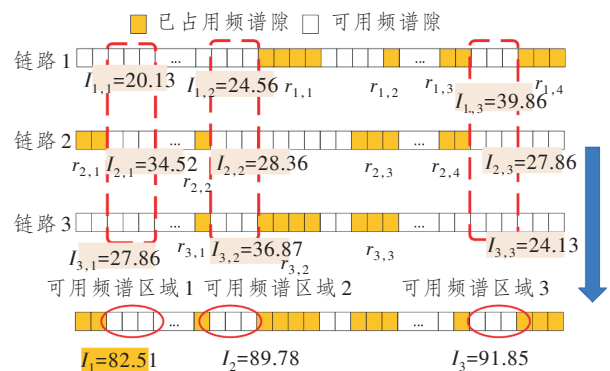 已占用频谱隙 可用频谱隙
链路1 ... ...
I1,1=20.13 I1,2=24.56 r1,1 r1,2 r1,3 I1,3=39.86 r1,4
链路2 ... ...
r2,1 I2,1=34.52 r2,2 I2,2=28.36 r2,3 r2,4 I2,3=27.86
链路3 ... ...
I3,1=27.86 r3,1 I3,2=36.87 r3,2 r3,3 I3,3=24.13
可用频谱区域1 可用频谱区域2 可用频谱区域3
... ...
I1=82.51 I2=89.78 I3=91.85